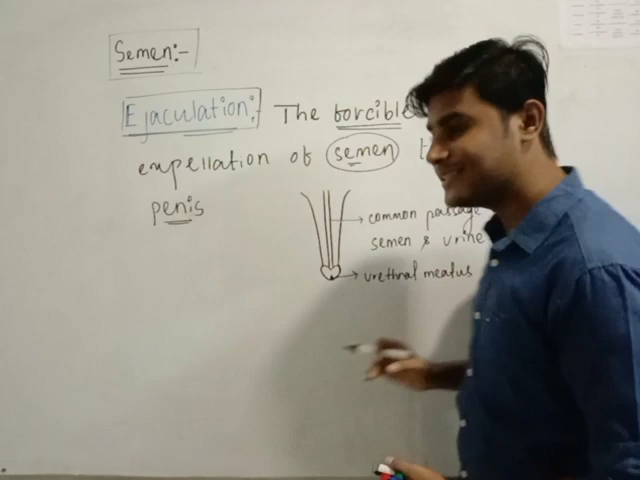 Semen:-
Ejaculation:- The forcible
expellation of semen
penis
common passage
semen & urine
urethral meatus